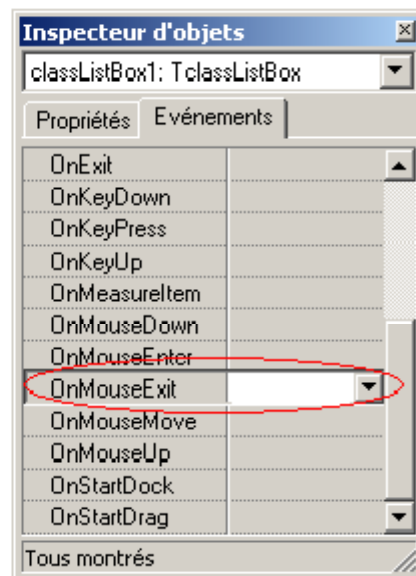 Inspecteur d'objets
classListBox1: TclassListBox
Propriétés Evénements
OnExit
OnKeyDown
OnKeyPress
OnKeyUp
OnMeasureItem
OnMouseDown
OnMouseEnter
OnMouseExit
OnMouseMove
OnMouseUp
OnStartDock
OnStartDrag
Tous montrés